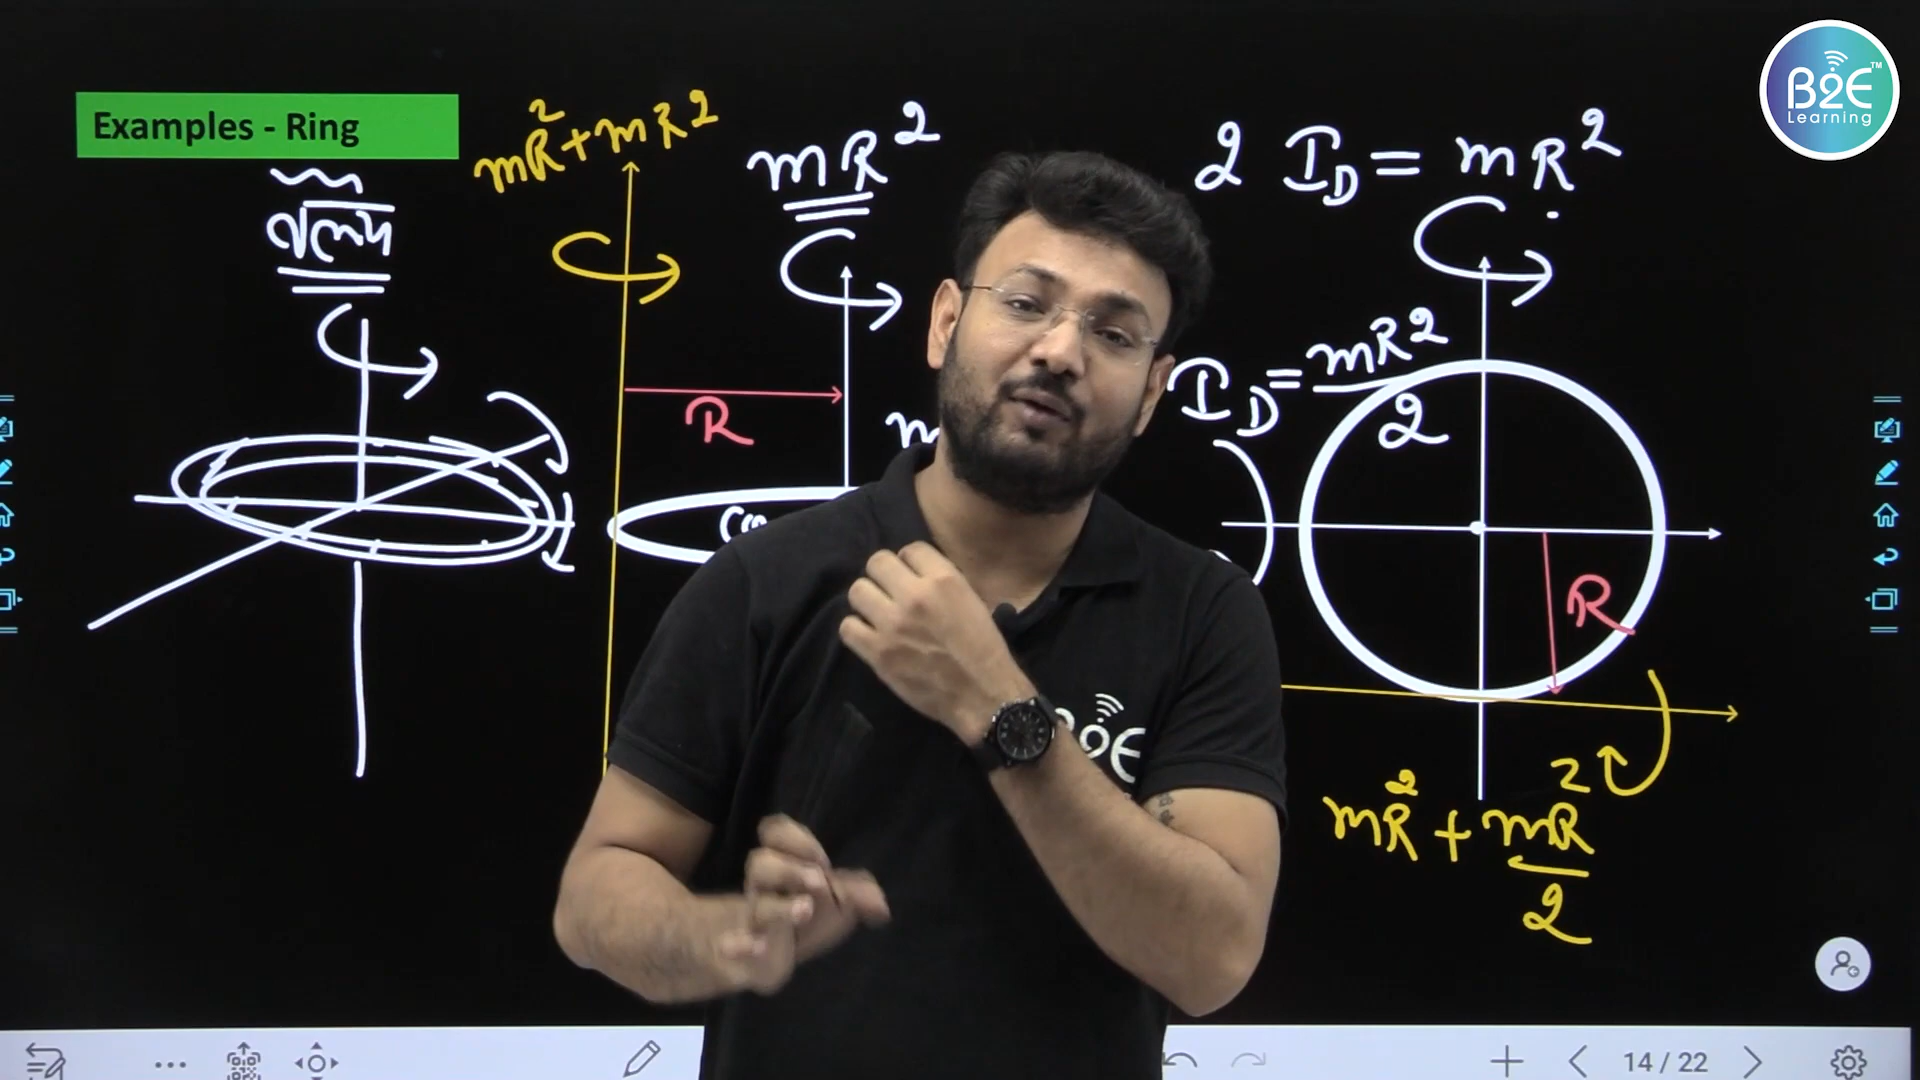 B2E™
Learning
Examples - Ring
वलय
mR² + mR²
mR²
2 I_D = mR²
I_D = mR²/2
R
m
R
B2E
mR² + mR²/2
14 / 22